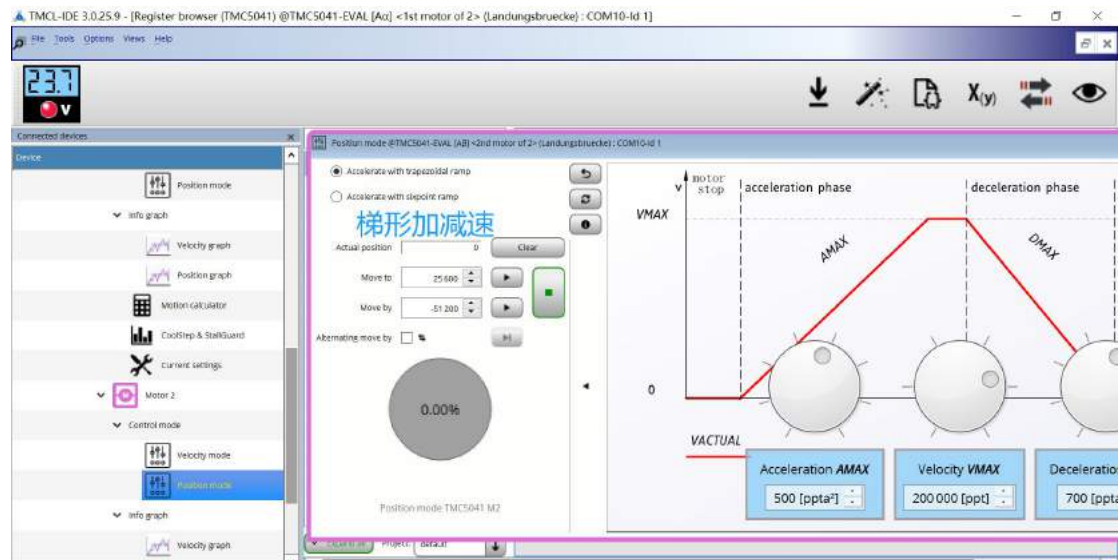 TMCL-IDE 3.0.25.9 - [Register browser (TMC5041) @TMC5041-EVAL [Aα] <1st motor of 2> (Landungsbruecke) : COM10-Id 1]
File Tools Options Views Help
23.7
V
X(y)
Connected devices
Device
Position mode
Info graph
Velocity graph
Position graph
Motion calculator
CoolStep & StallGuard
Current settings
Motor 2
Control mode
Velocity mode
Position mode
Info graph
Velocity graph
Position mode @TMC5041-EVAL [Aβ] <2nd motor of 2> (Landungsbruecke) : COM10-Id 1
Accelerate with trapezoidal ramp
Accelerate with sixpoint ramp
梯形加减速
Actual position 0 Clear
Move to 25 600
Move by -51 200
Alternating move by
0.00%
Position mode TMC5041 M2
v motor stop
acceleration phase
deceleration phase
VMAX
AMAX
DMAX
0
VACTUAL
Acceleration AMAX
500 [ppta²]
Velocity VMAX
200 000 [ppt]
Deceleratio
700 [ppta
Project: default